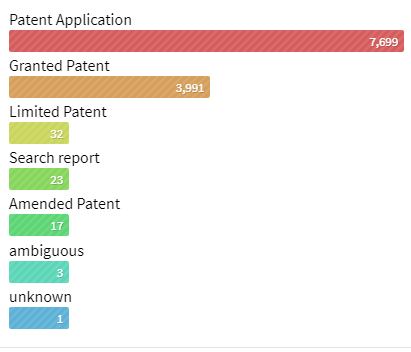 Patent Application
7,699
Granted Patent
3,991
Limited Patent
32
Search report
23
Amended Patent
17
ambiguous
3
unknown
1